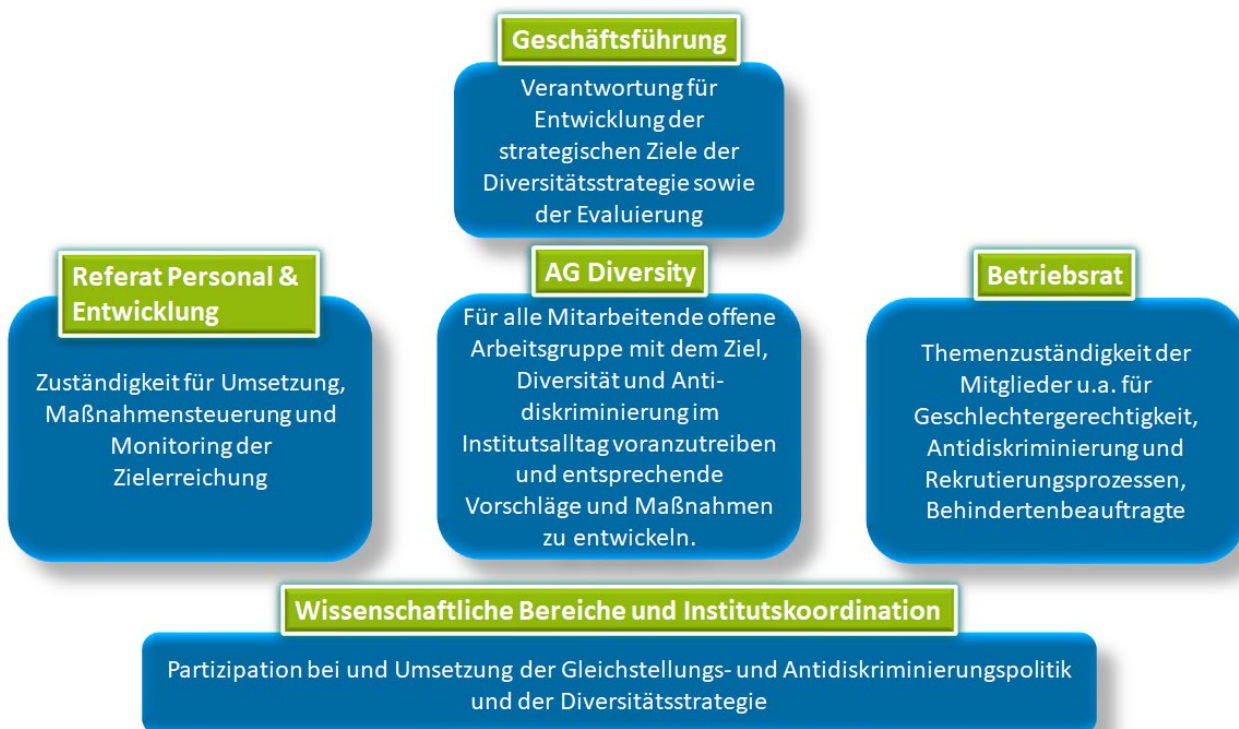 Geschäftsführung
Verantwortung für
Entwicklung der
strategischen Ziele der
Diversitätsstrategie sowie
der Evaluierung
Referat Personal &
Entwicklung
Zuständigkeit für Umsetzung,
Maßnahmensteuerung und
Monitoring der
Zielerreichung
AG Diversity
Für alle Mitarbeitende offene
Arbeitsgruppe mit dem Ziel,
Diversität und Anti-
diskriminierung im
Institutsalltag voranzutreiben
und entsprechende
Vorschläge und Maßnahmen
zu entwickeln.
Betriebsrat
Themenzuständigkeit der
Mitglieder u.a. für
Geschlechtergerechtigkeit,
Antidiskriminierung und
Rekrutierungsprozessen,
Behindertenbeauftragte
Wissenschaftliche Bereiche und Institutskoordination
Partizipation bei und Umsetzung der Gleichstellungs- und Antidiskriminierungspolitik
und der Diversitätsstrategie